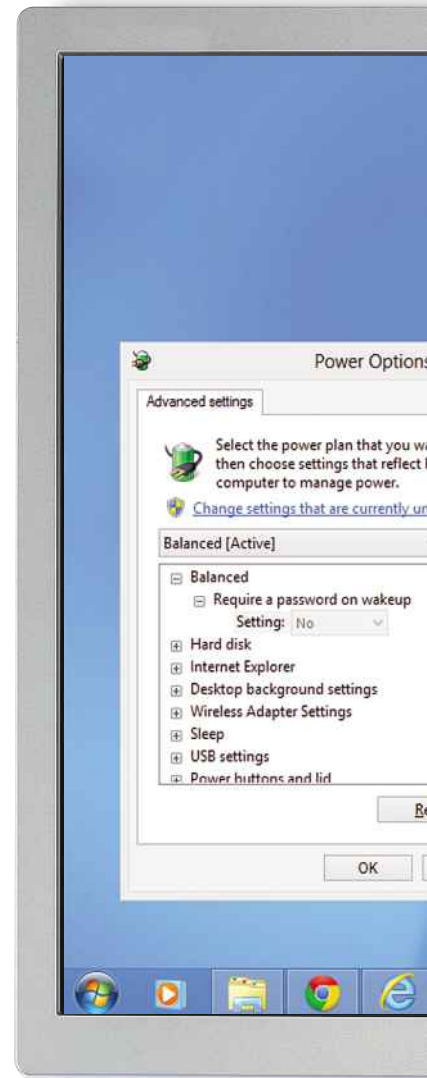 Power Options
Advanced settings
Select the power plan that you wa
then choose settings that reflect
computer to manage power.
Change settings that are currently un
Balanced [Active]
Balanced
Require a password on wakeup
Setting: No
Hard disk
Internet Explorer
Desktop background settings
Wireless Adapter Settings
Sleep
USB settings
Power buttons and lid
Re
OK